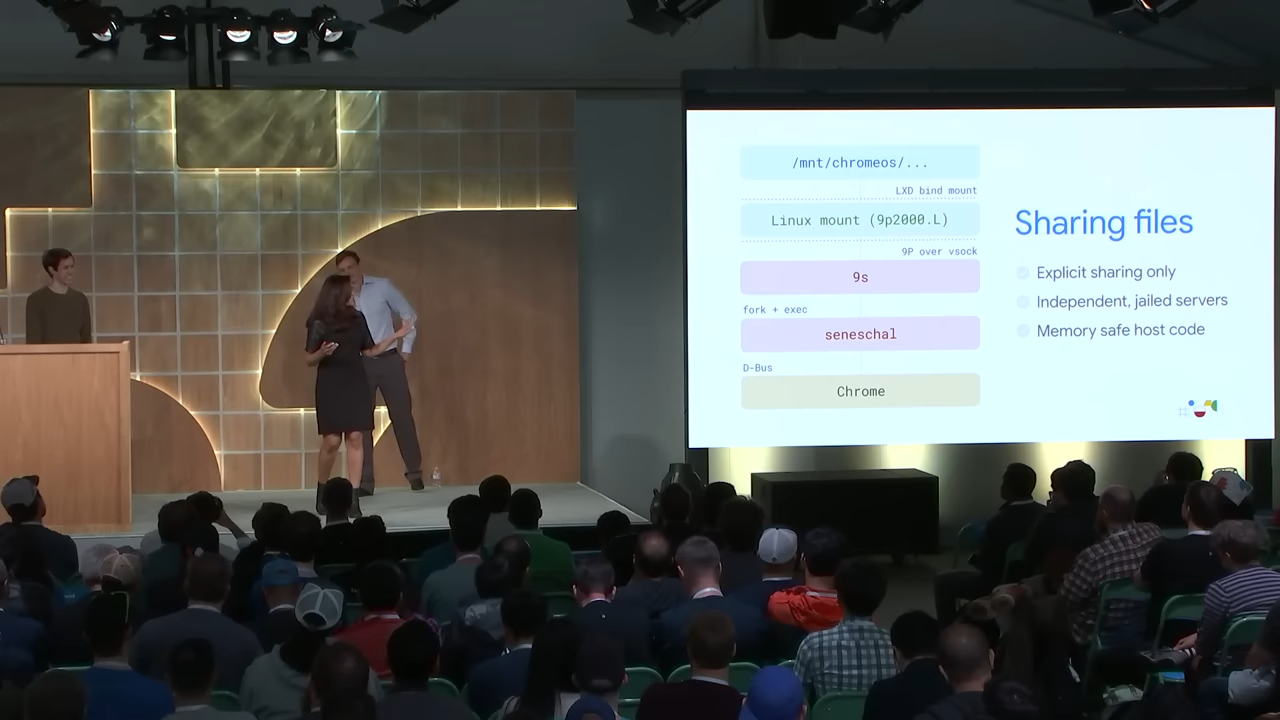 /mnt/chromeos/...
LXD bind mount
Linux mount (9p2000.L)
9P over vsock
9s
fork + exec
seneschal
D-Bus
Chrome
Sharing files
Explicit sharing only
Independent, jailed servers
Memory safe host code